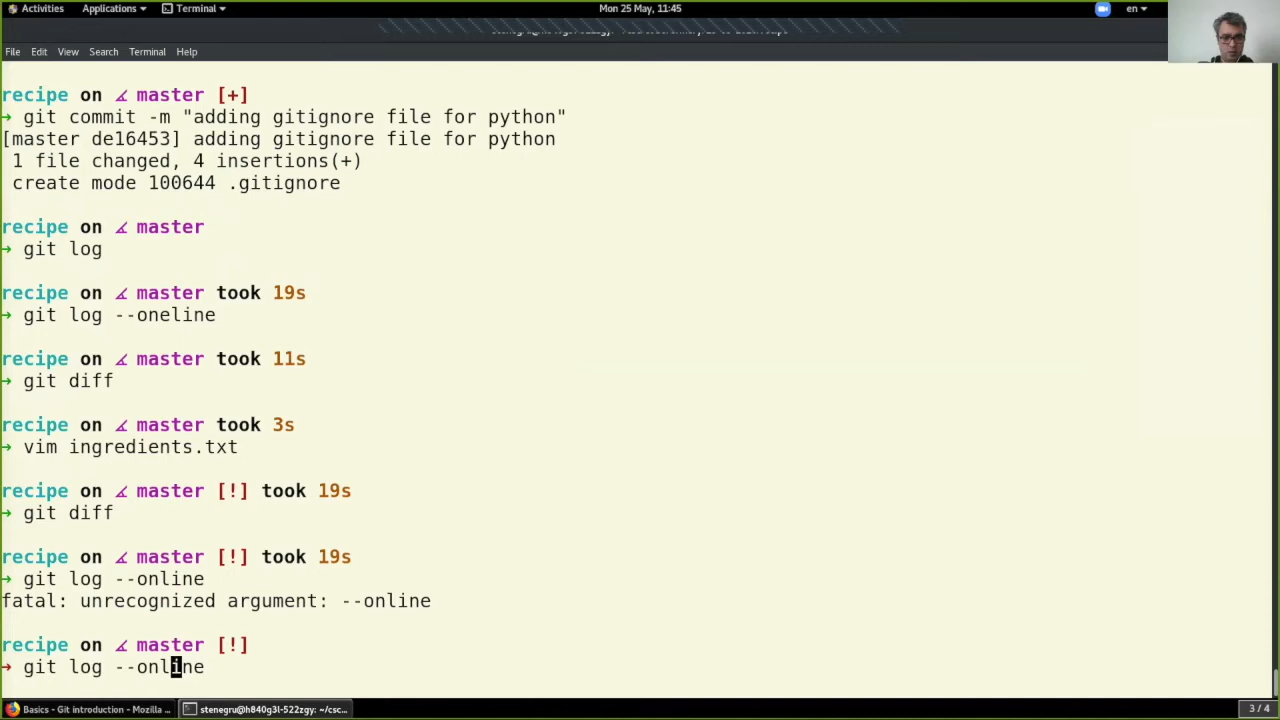 Activities Applications Terminal Mon 25 May, 11:45 en
File Edit View Search Terminal Help
recipe on master [+]
→ git commit -m "adding gitignore file for python"
[master de16453] adding gitignore file for python
1 file changed, 4 insertions(+)
create mode 100644 .gitignore
recipe on master
→ git log
recipe on master took 19s
→ git log --oneline
recipe on master took 11s
→ git diff
recipe on master took 3s
→ vim ingredients.txt
recipe on master [!] took 19s
→ git diff
recipe on master [!] took 19s
→ git log --online
fatal: unrecognized argument: --online
recipe on master [!]
→ git log --online
Basics - Git introduction - Mozilla ... stenegru@h840g3l-522zgy: ~/csc... 3 / 4